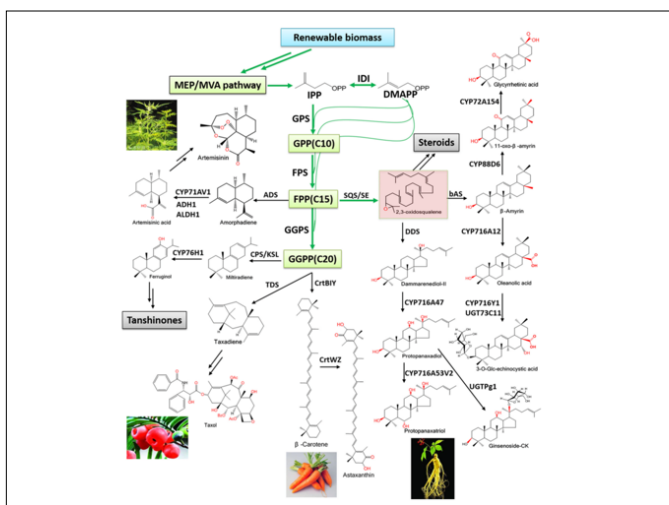 Renewable biomass
MEP/MVA pathway
IPP
OPP
IDI
DMAPP
OPP
GPS
GPP(C10)
FPS
FPP(C15)
GGPS
GGPP(C20)
Artemisinin
CYP71AV1
ADH1
ALDH1
Artemisinic acid
ADS
Amorphadiene
SQS/SE
Steroids
2,3-oxidosqualene
bAS
Glycyrrhetinic acid
CYP72A154
11-oxo-β -amyrin
CYP88D6
β-Amyrin
CYP716A12
Oleanolic acid
CYP716Y1
UGT73C11
3-O-Glc-echinocystic acid
DDS
Dammarenediol-II
CYP716A47
Protopanaxadiol
CYP716A53V2
Protopanaxatriol
UGTPg1
Ginsenoside-CK
CPS/KSL
Miltiradiene
CYP76H1
Ferruginol
Tanshinones
TDS
Taxadiene
Taxol
CrtBIY
β -Carotene
CrtWZ
Astaxanthin